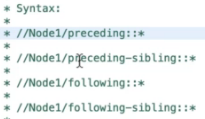 * Syntax:
*
* //Node1/preceding::*
*
* //Node1/preceding-sibling::*
*
* //Node1/following::*
*
* //Node1/following-sibling::*
*